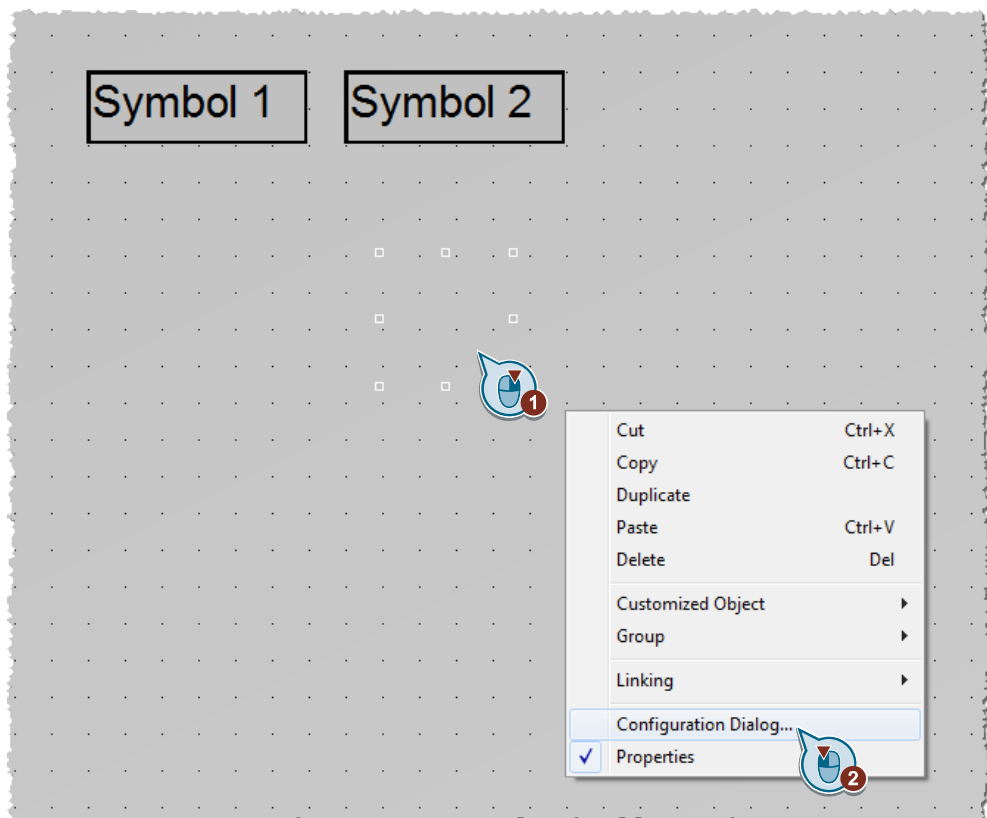 Symbol 1 Symbol 2
1
Cut Ctrl+X
Copy Ctrl+C
Duplicate
Paste Ctrl+V
Delete Del
Customized Object
Group
Linking
Configuration Dialog...
Properties
2